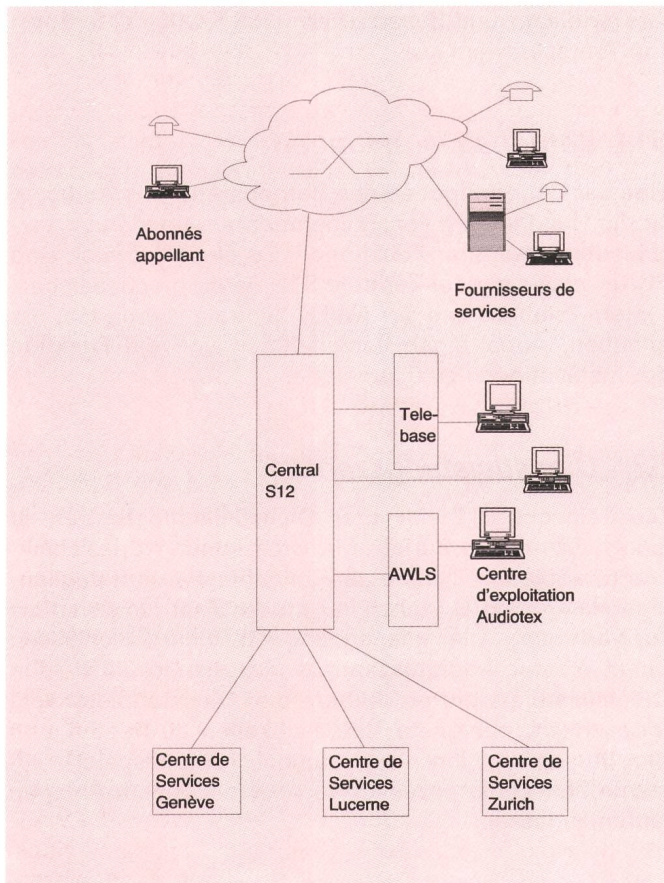 Abonnés
appellant
Fournisseurs de
services
Tele-
base
Central
S12
AWLS
Centre
d'exploitation
Audiotex
Centre de
Services
Genève
Centre de
Services
Lucerne
Centre de
Services
Zurich